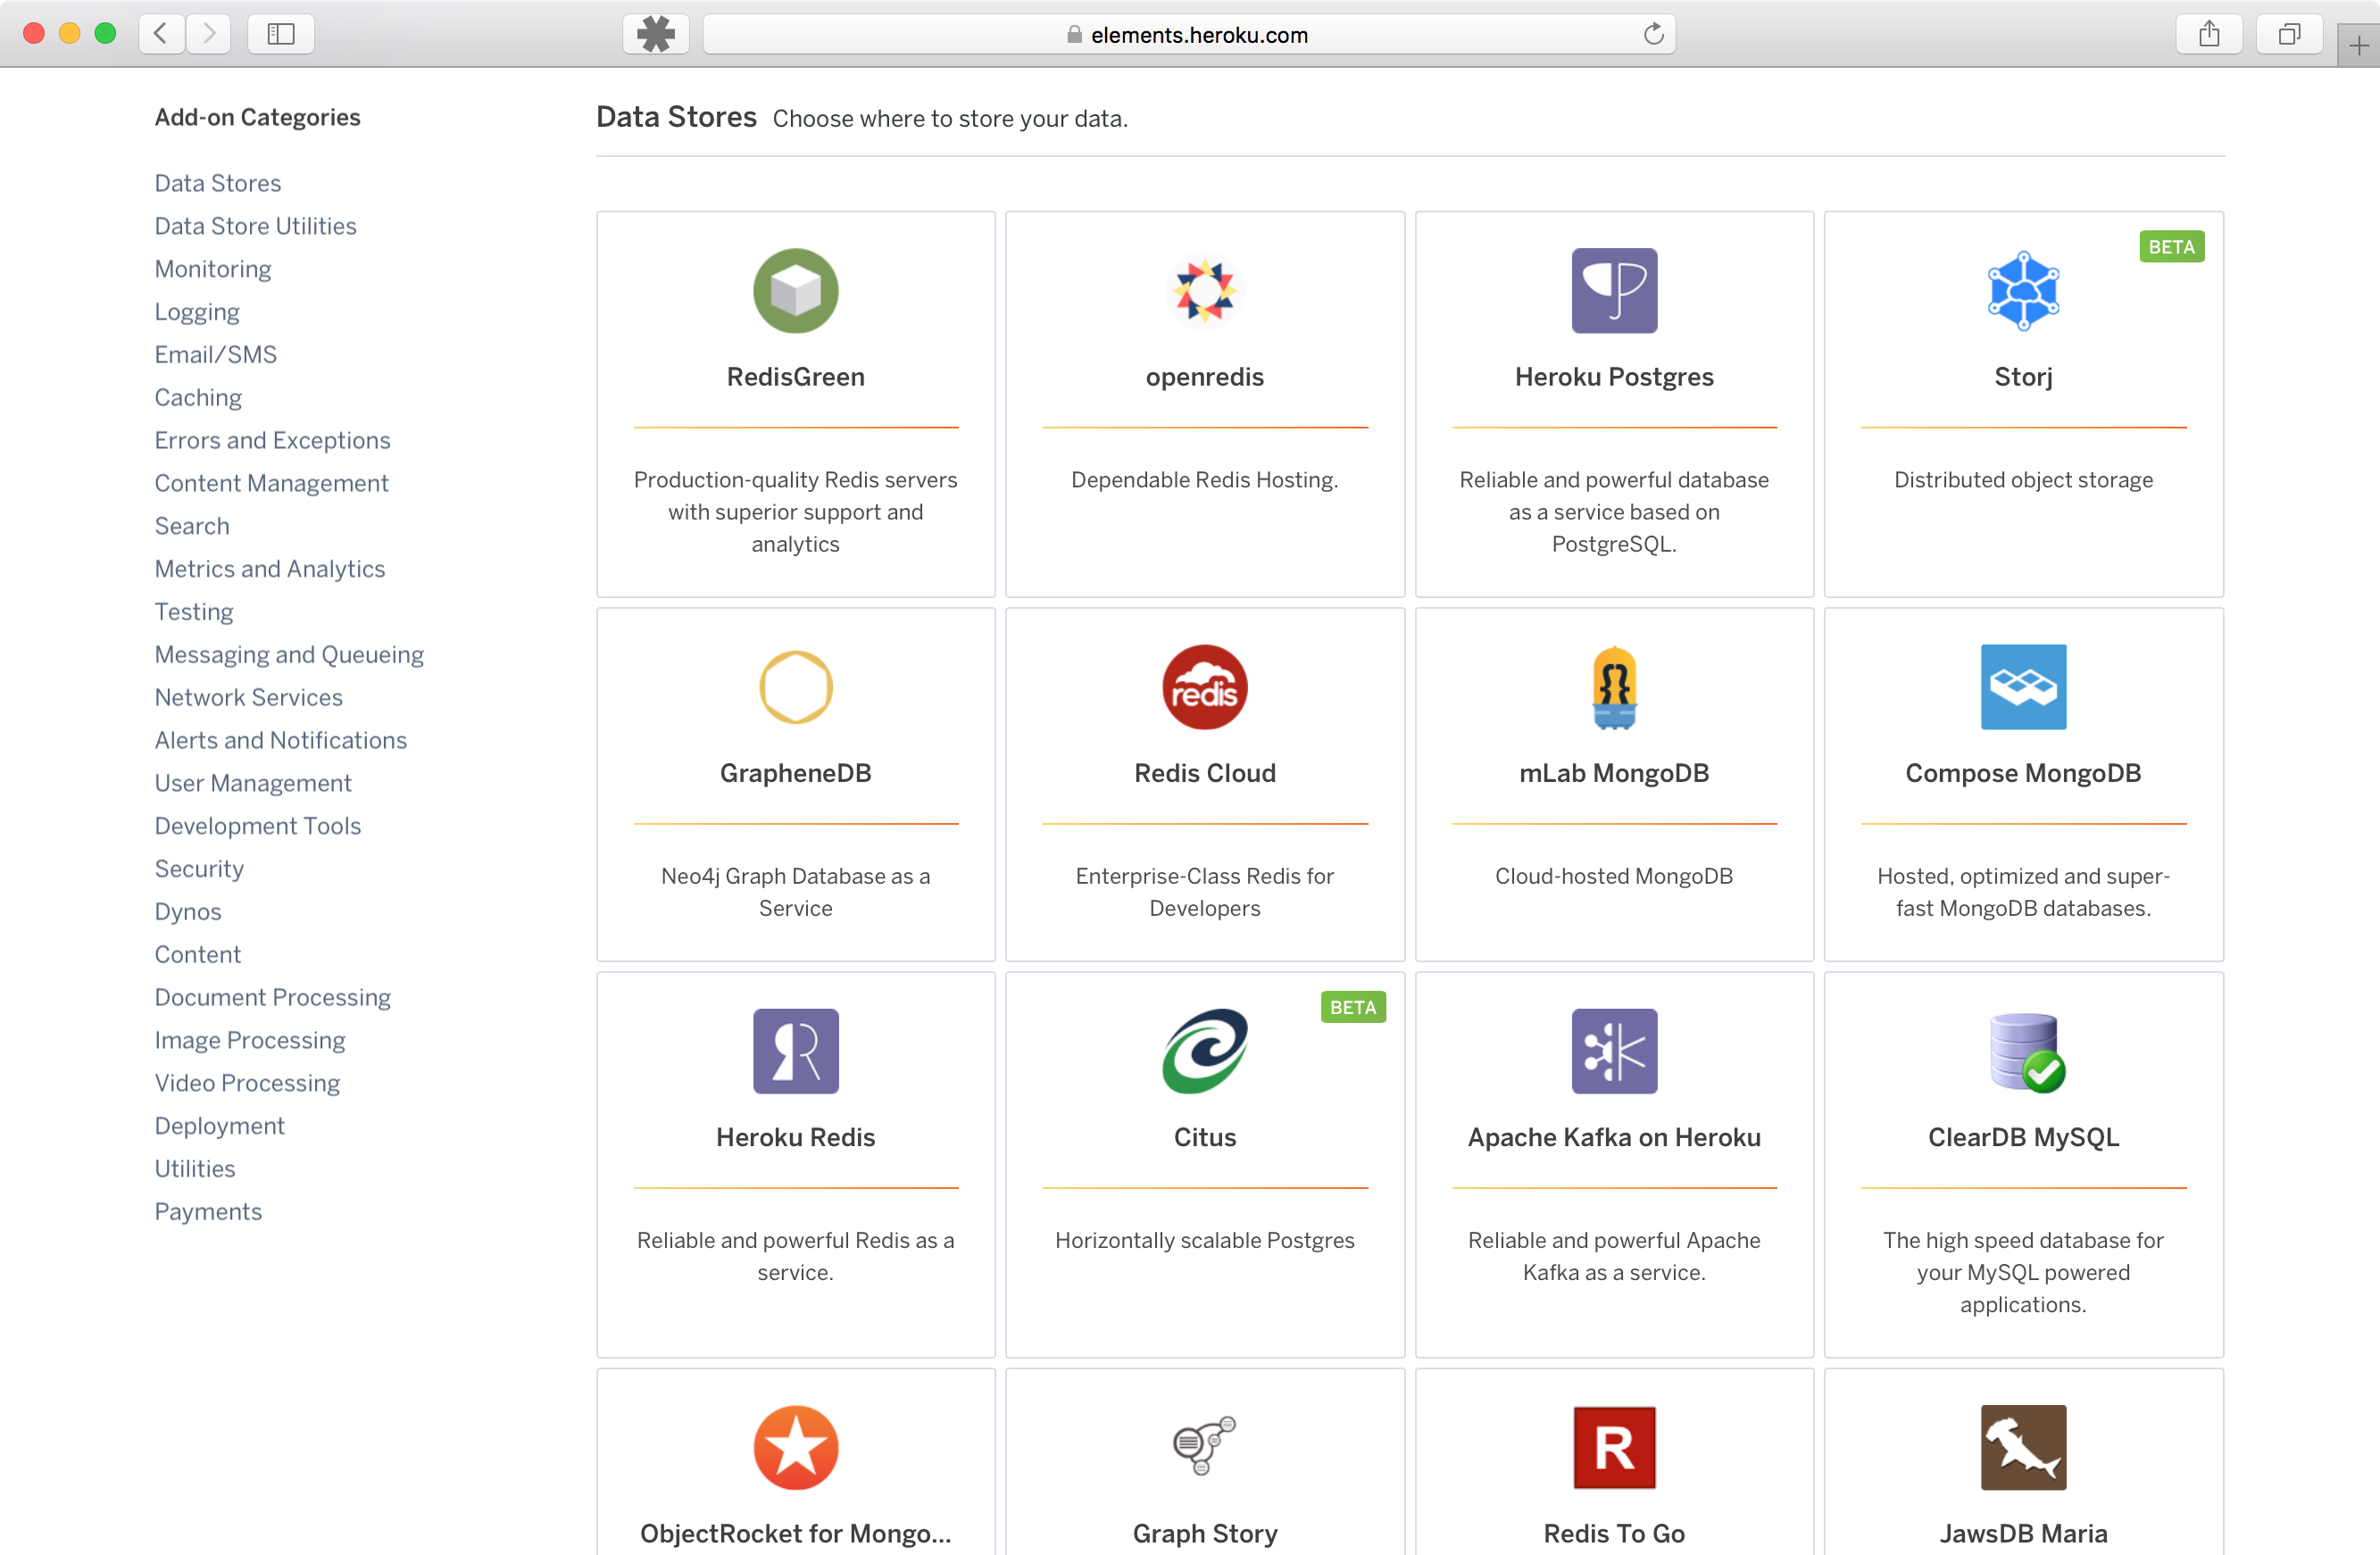 elements.heroku.com
Add-on Categories
Data Stores
Data Store Utilities
Monitoring
Logging
Email/SMS
Caching
Errors and Exceptions
Content Management
Search
Metrics and Analytics
Testing
Messaging and Queueing
Network Services
Alerts and Notifications
User Management
Development Tools
Security
Dynos
Content
Document Processing
Image Processing
Video Processing
Deployment
Utilities
Payments
Data Stores Choose where to store your data.
RedisGreen
Production-quality Redis servers
with superior support and
analytics
openredis
Dependable Redis Hosting.
Heroku Postgres
Reliable and powerful database
as a service based on
PostgreSQL.
BETA
Storj
Distributed object storage
GrapheneDB
Neo4j Graph Database as a
Service
redis
Redis Cloud
Enterprise-Class Redis for
Developers
mLab MongoDB
Cloud-hosted MongoDB
Compose MongoDB
Hosted, optimized and super-
fast MongoDB databases.
R
Heroku Redis
Reliable and powerful Redis as a
service.
BETA
Citus
Horizontally scalable Postgres
Apache Kafka on Heroku
Reliable and powerful Apache
Kafka as a service.
ClearDB MySQL
The high speed database for
your MySQL powered
applications.
ObjectRocket for Mongo...
Graph Story
R
Redis To Go
JawsDB Maria